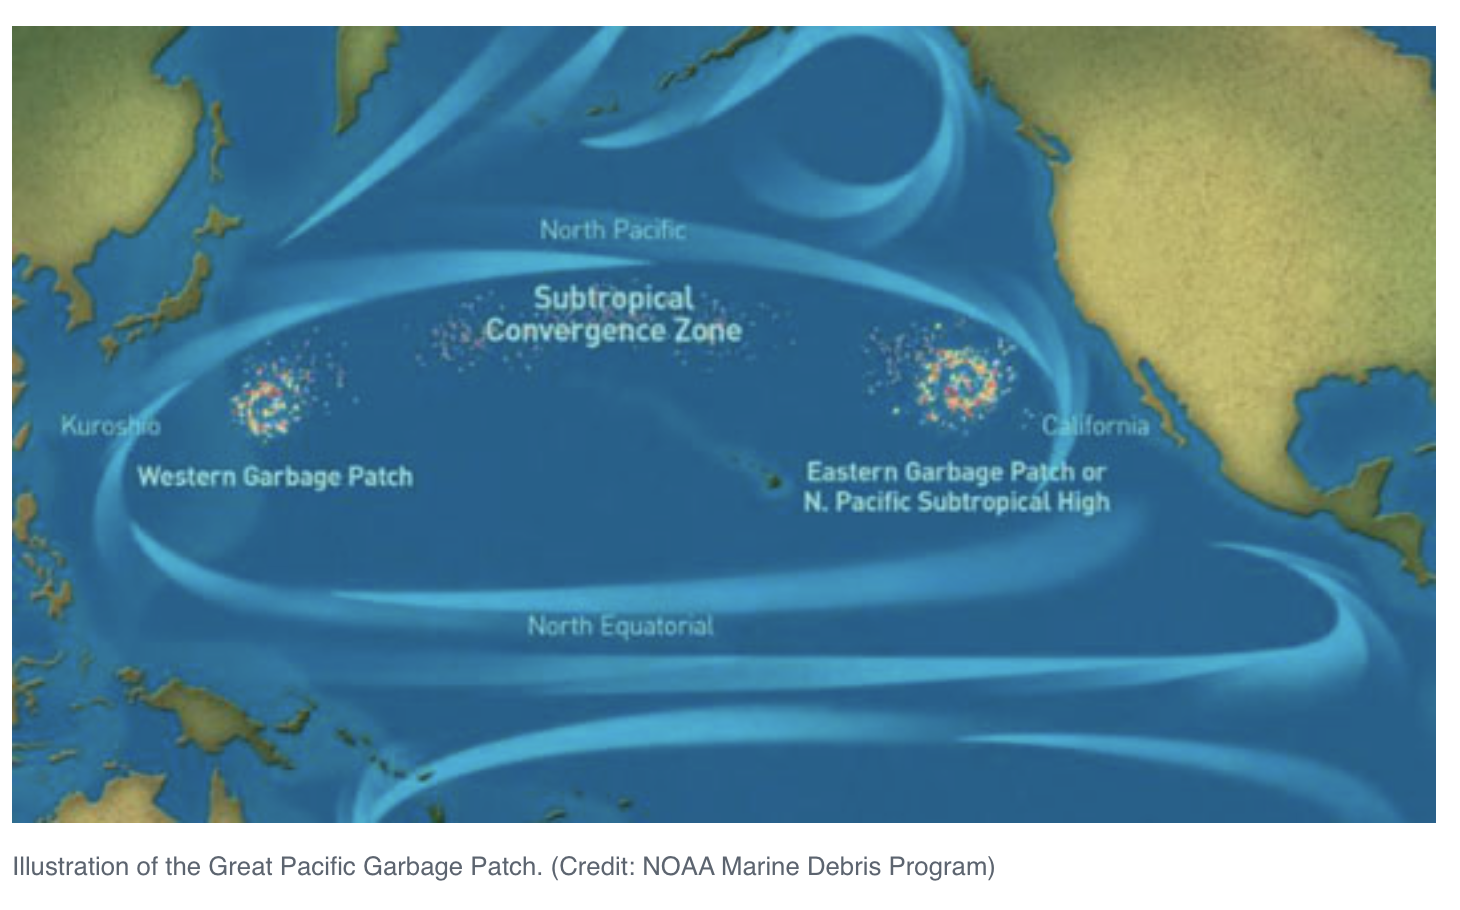 North Pacific
Subtropical
Convergence Zone
Kuroshio
California
Western Garbage Patch
Eastern Garbage Patch or
N. Pacific Subtropical High
North Equatorial
Illustration of the Great Pacific Garbage Patch. (Credit: NOAA Marine Debris Program)